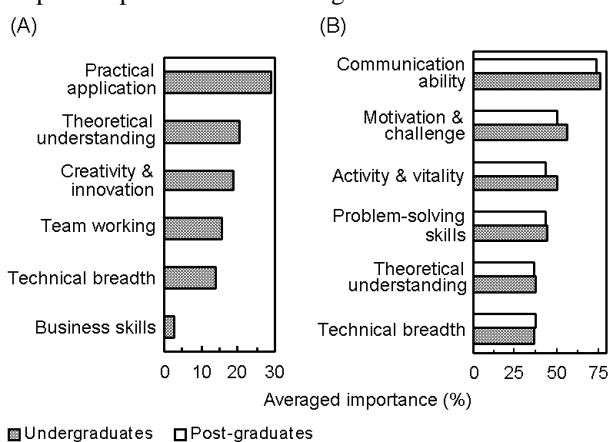 (A)
Practical
application
Theoretical
understanding
Creativity &
innovation
Team working
Technical breadth
Business skills
0 10 20 30
(B)
Communication
ability
Motivation &
challenge
Activity & vitality
Problem-solving
skills
Theoretical
understanding
Technical breadth
0 25 50 75
Averaged importance (%)
Undergraduates Post-graduates